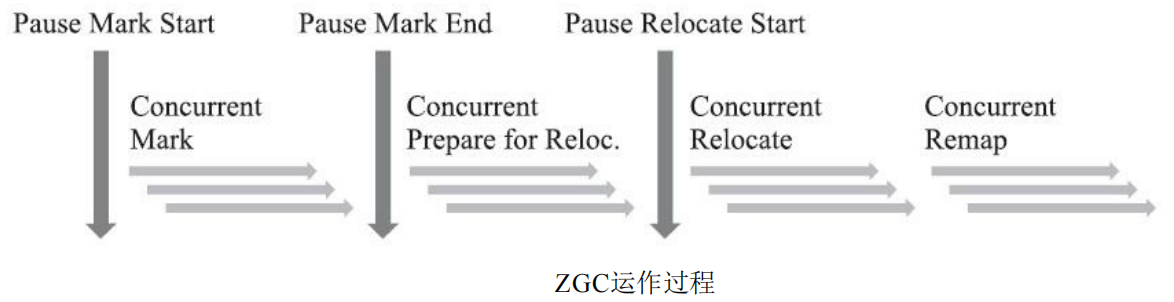 Pause Mark Start
Pause Mark End
Pause Relocate Start
Concurrent
Mark
Concurrent
Prepare for Reloc.
Concurrent
Relocate
Concurrent
Remap
ZGC运作过程